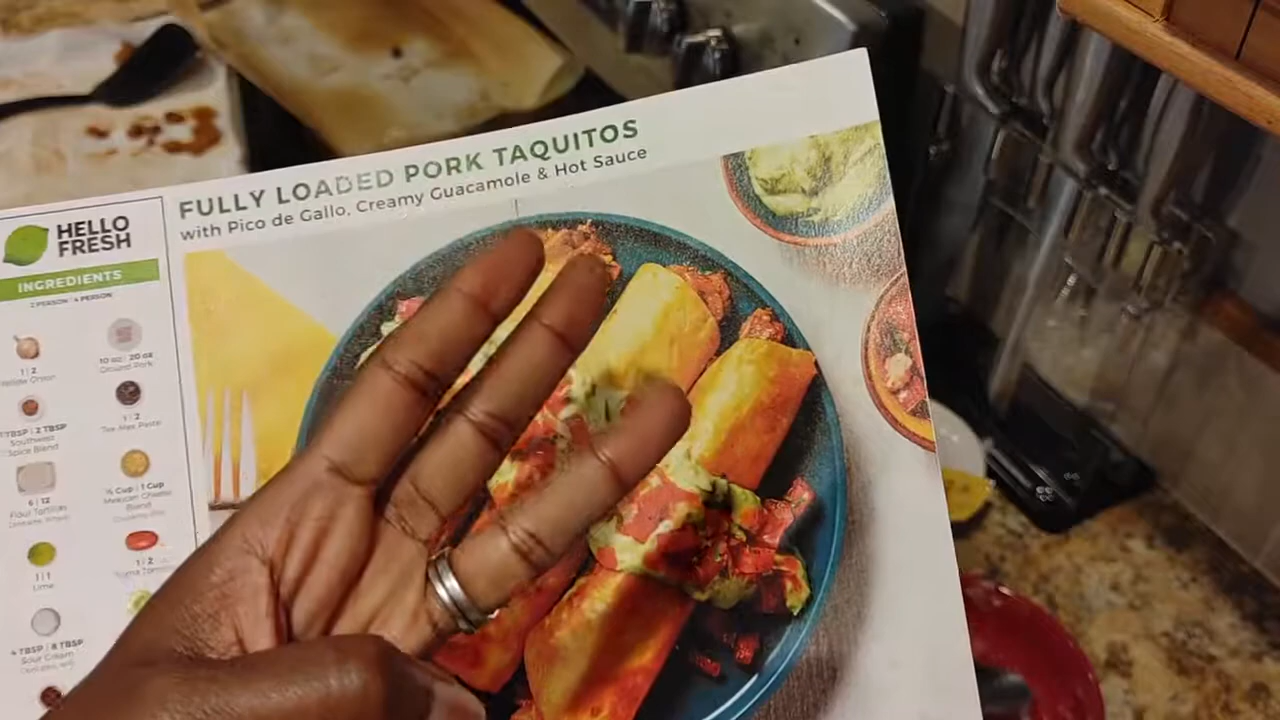 FULLY LOADED PORK TAQUITOS
with Pico de Gallo, Creamy Guacamole & Hot Sauce
HELLO
FRESH
INGREDIENTS
2 PERSON | 4 PERSON
1 | 2
Yellow Onion
10 oz | 20 oz
Ground Pork
1 TBSP | 2 TBSP
Southwest
Spice Blend
1 | 2
Tex-Mex Paste
6 | 12
Flour Tortillas
½ Cup | 1 Cup
Mexican Cheese
Blend
1 | 1
Lime
1 | 2
4 TBSP | 8 TBSP
Sour Cream